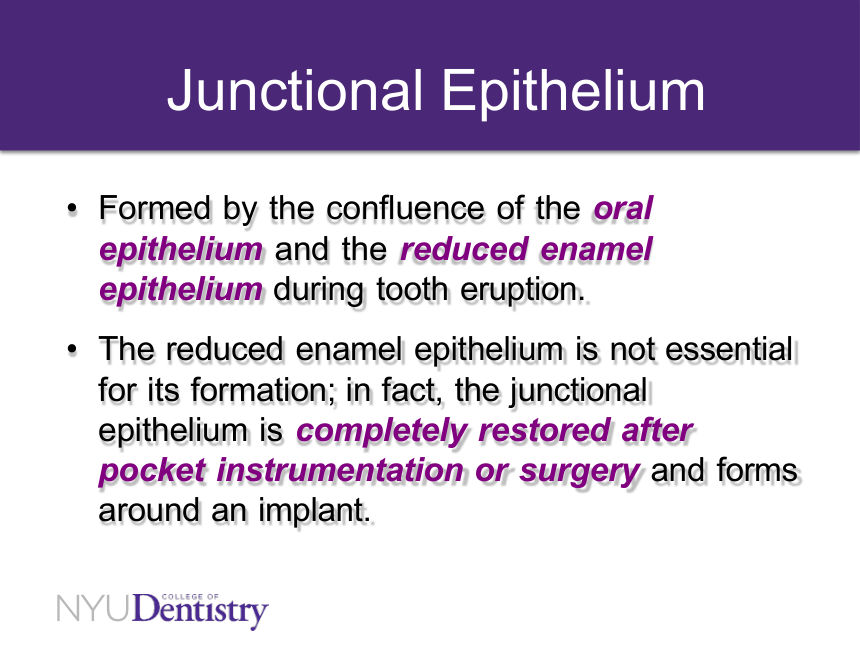 Junctional Epithelium
• Formed by the confluence of the oral
epithelium and the reduced enamel
epithelium during tooth eruption.
• The reduced enamel epithelium is not essential
for its formation; in fact, the junctional
epithelium is completely restored after
pocket instrumentation or surgery and forms
around an implant.
COLLEGE OF
NYU Dentistry